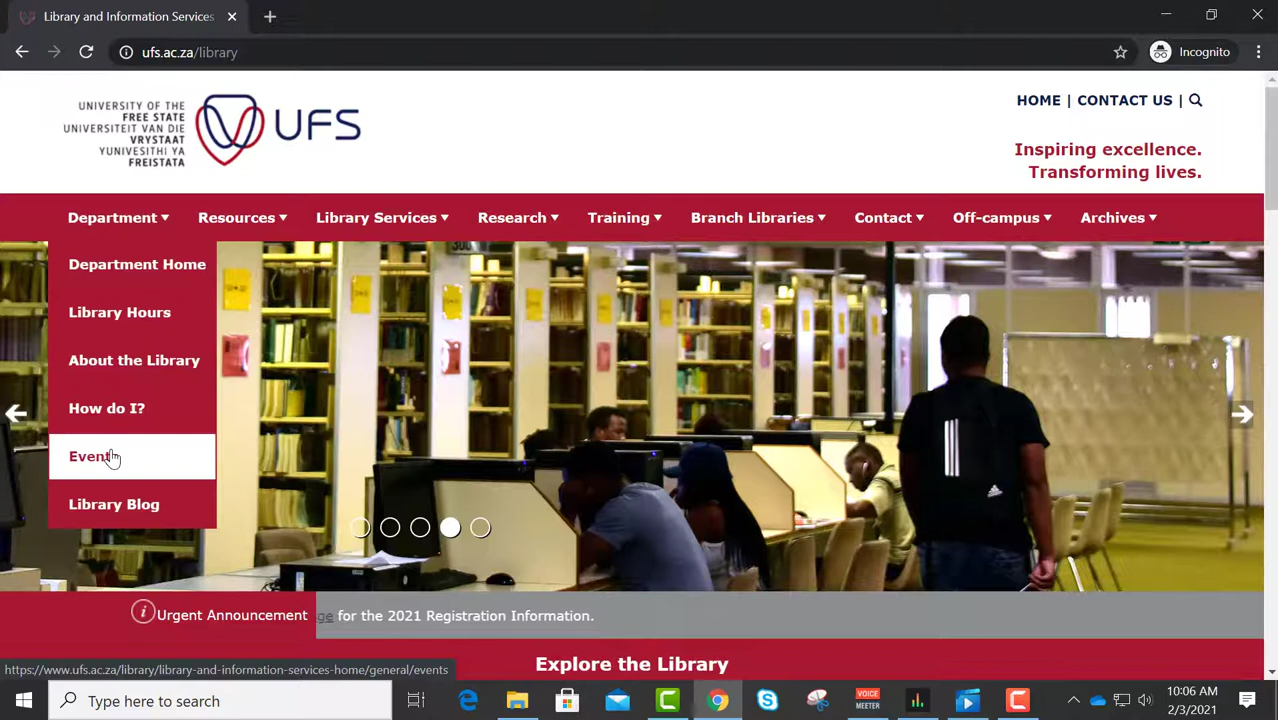 Library and Information Services
ufs.ac.za/library
Incognito
UNIVERSITY OF THE
FREE STATE
UNIVERSITEIT VAN DIE
VRYSTAAT
YUNIVESITHI YA
FREISTATA
UFS
HOME | CONTACT US |
Inspiring excellence.
Transforming lives.
Department Resources Library Services Research Training Branch Libraries Contact Off-campus Archives
Department Home
Library Hours
About the Library
How do I?
Library Blog
Urgent Announcement
for the 2021 Registration Information.
Explore the Library
https://www.ufs.ac.za/library/library-and-information-services-home/general/events
Type here to search
VOICE
MEETER
10:06 AM
2/3/2021